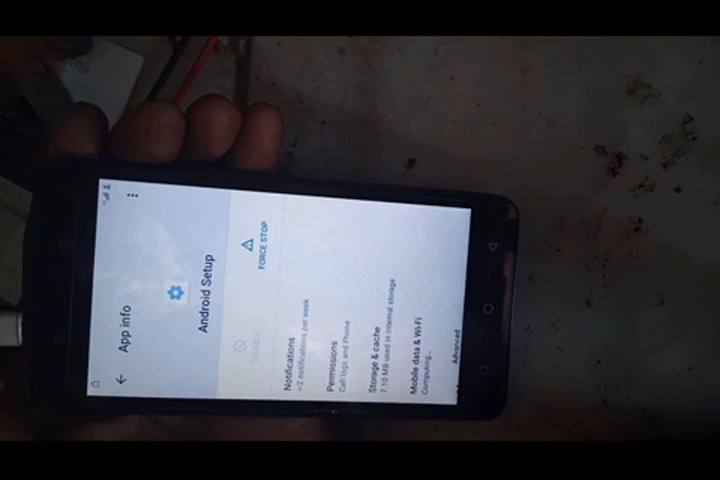 App info
Android Setup
DISABLE
FORCE STOP
Notifications
~2 notifications per week
Permissions
Call logs and Phone
Storage & cache
7.10 MB used in internal storage
Mobile data & Wi-Fi
Computing…
Advanced